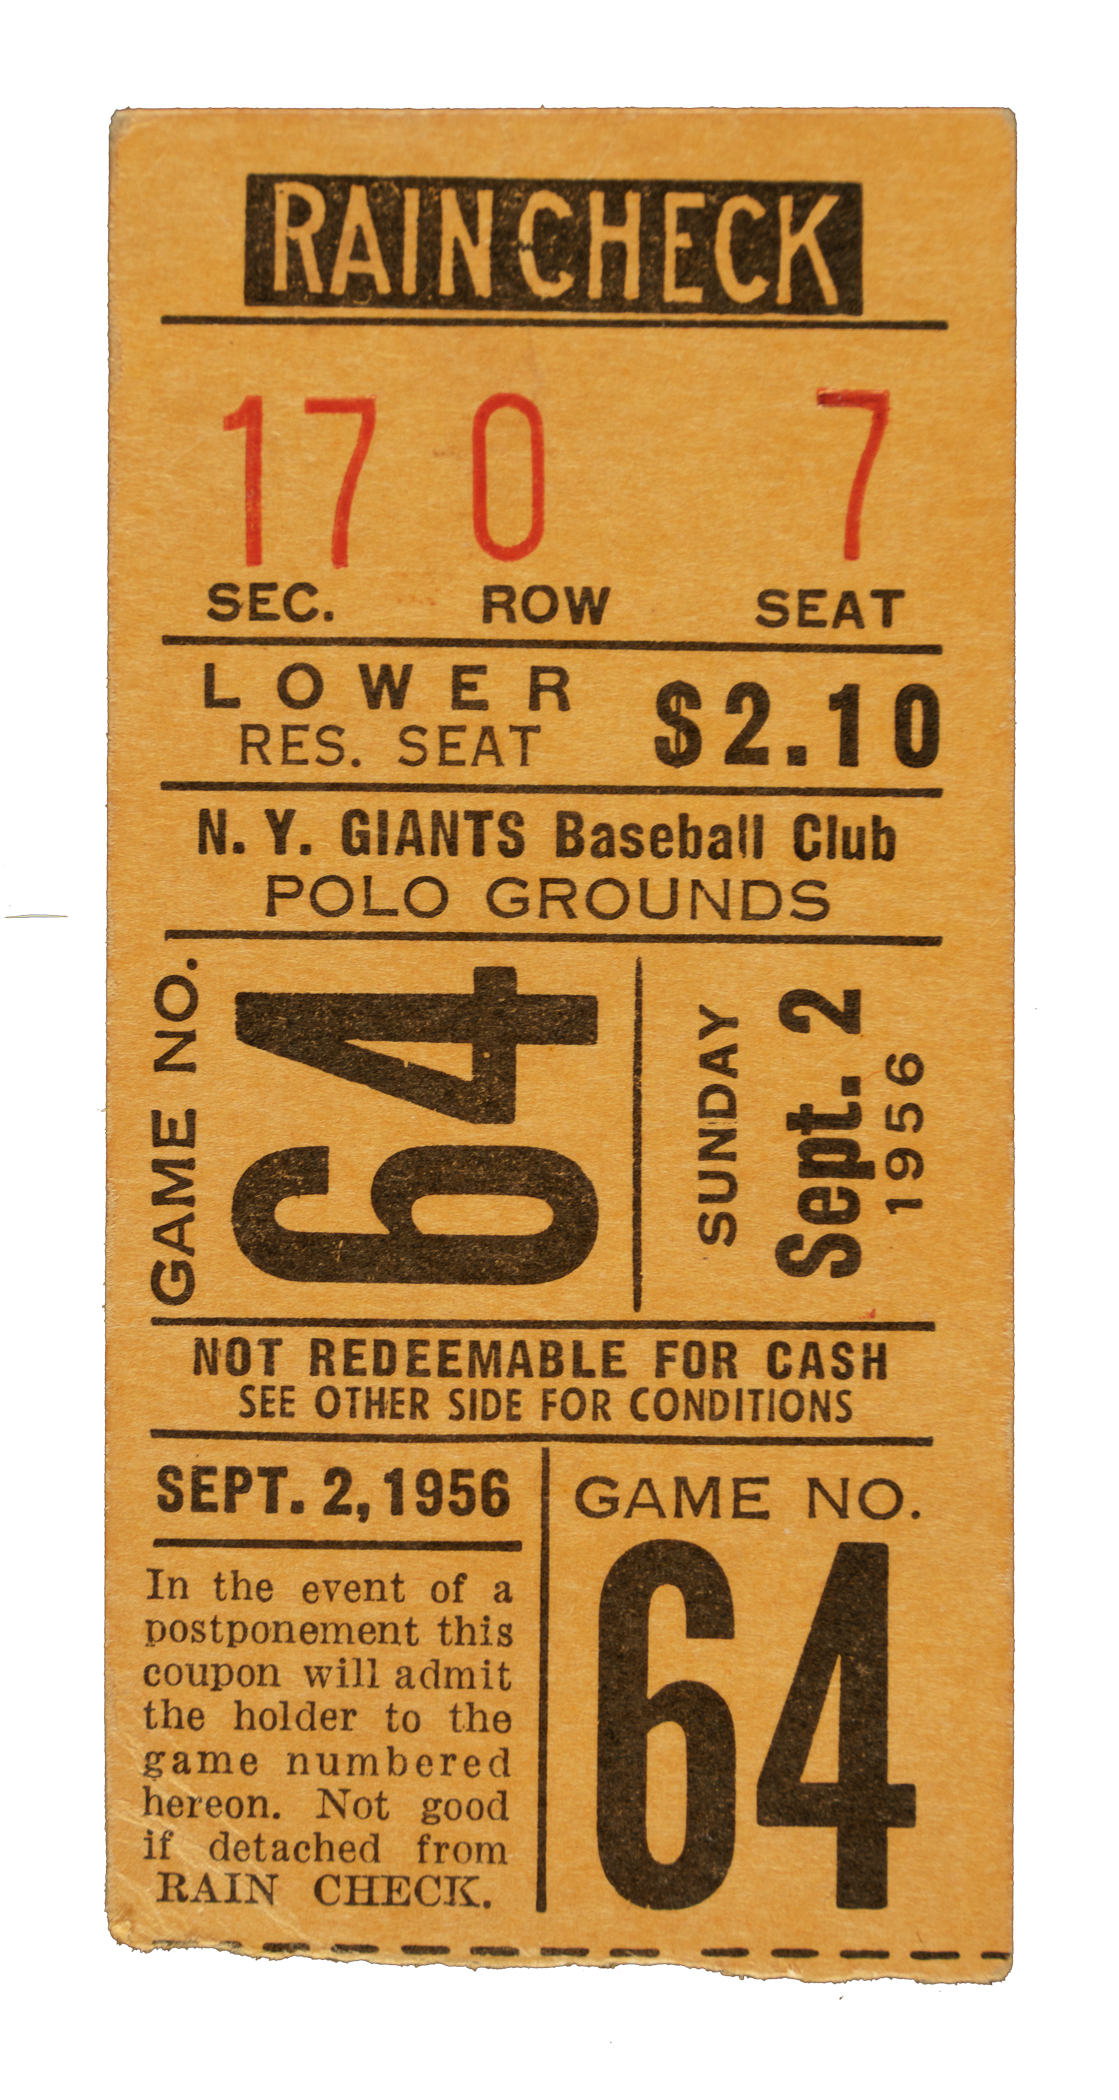 RAIN CHECK
17 0 7
SEC. ROW SEAT
LOWER
RES. SEAT
$2.10
N. Y. GIANTS Baseball Club
POLO GROUNDS
GAME NO.
64
SUNDAY
Sept. 2
1956
NOT REDEEMABLE FOR CASH
SEE OTHER SIDE FOR CONDITIONS
SEPT. 2, 1956
In the event of a
postponement this
coupon will admit
the holder to the
game numbered
hereon. Not good
if detached from
RAIN CHECK.
GAME NO.
64